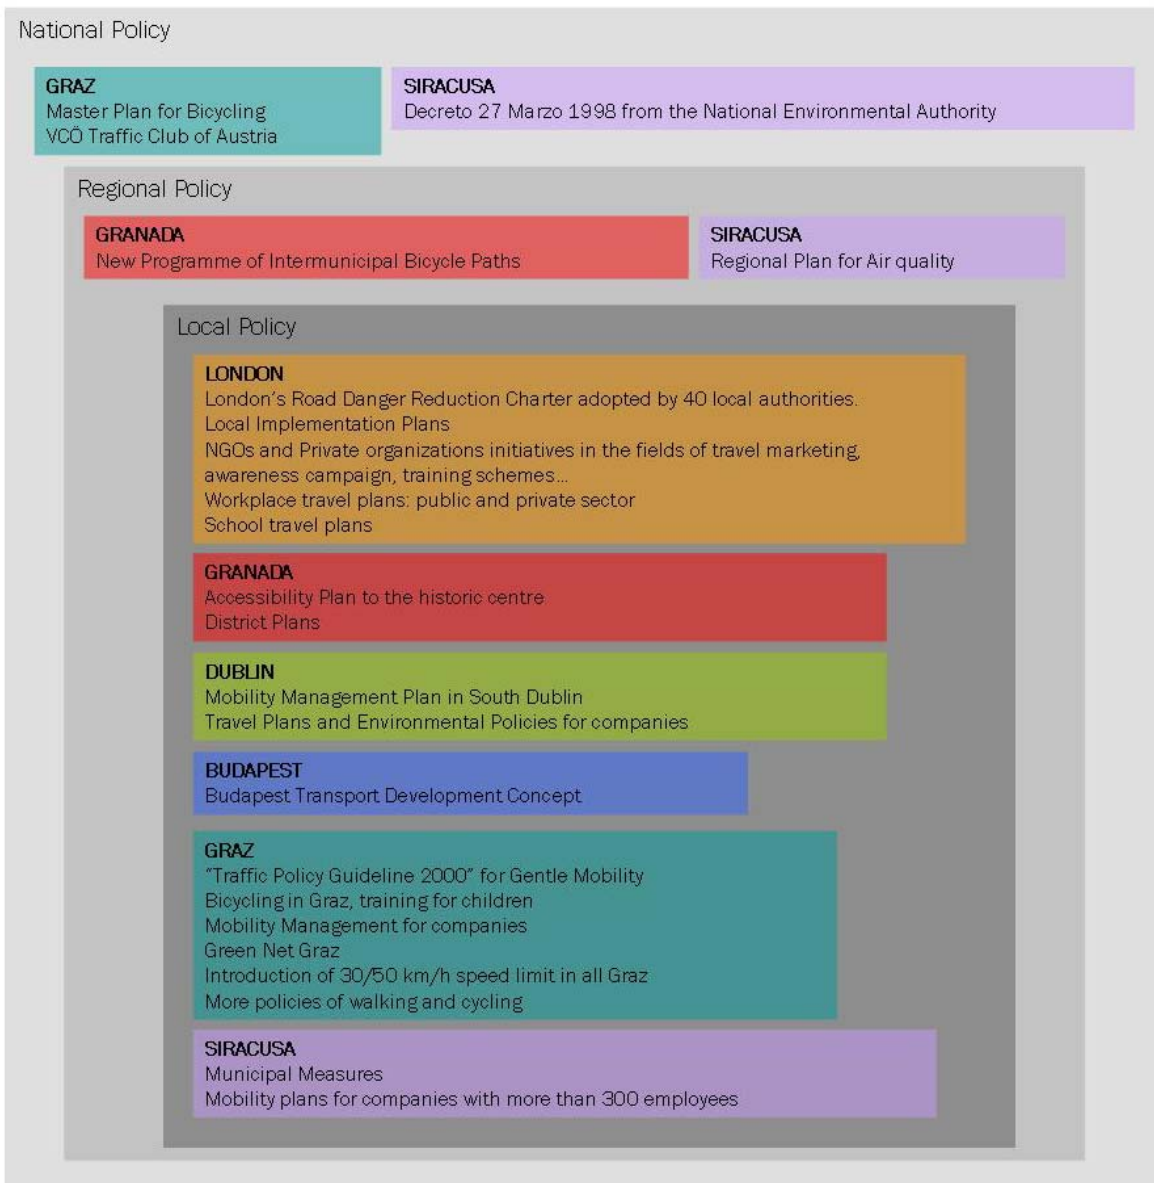 National Policy
GRAZ
Master Plan for Bicycling
VCÖ Traffic Club of Austria
SIRACUSA
Decreto 27 Marzo 1998 from the National Environmental Authority
Regional Policy
GRANADA
New Programme of Intermunicipal Bicycle Paths
SIRACUSA
Regional Plan for Air quality
Local Policy
LONDON
London's Road Danger Reduction Charter adopted by 40 local authorities.
Local Implementation Plans
NGOs and Private organizations initiatives in the fields of travel marketing,
awareness campaign, training schemes...
Workplace travel plans: public and private sector
School travel plans
GRANADA
Accessibility Plan to the historic centre
District Plans
DUBLIN
Mobility Management Plan in South Dublin
Travel Plans and Environmental Policies for companies
BUDAPEST
Budapest Transport Development Concept
GRAZ
"Traffic Policy Guideline 2000" for Gentle Mobility
Bicycling in Graz, training for children
Mobility Management for companies
Green Net Graz
Introduction of 30/50 km/h speed limit in all Graz
More policies of walking and cycling
SIRACUSA
Municipal Measures
Mobility plans for companies with more than 300 employees